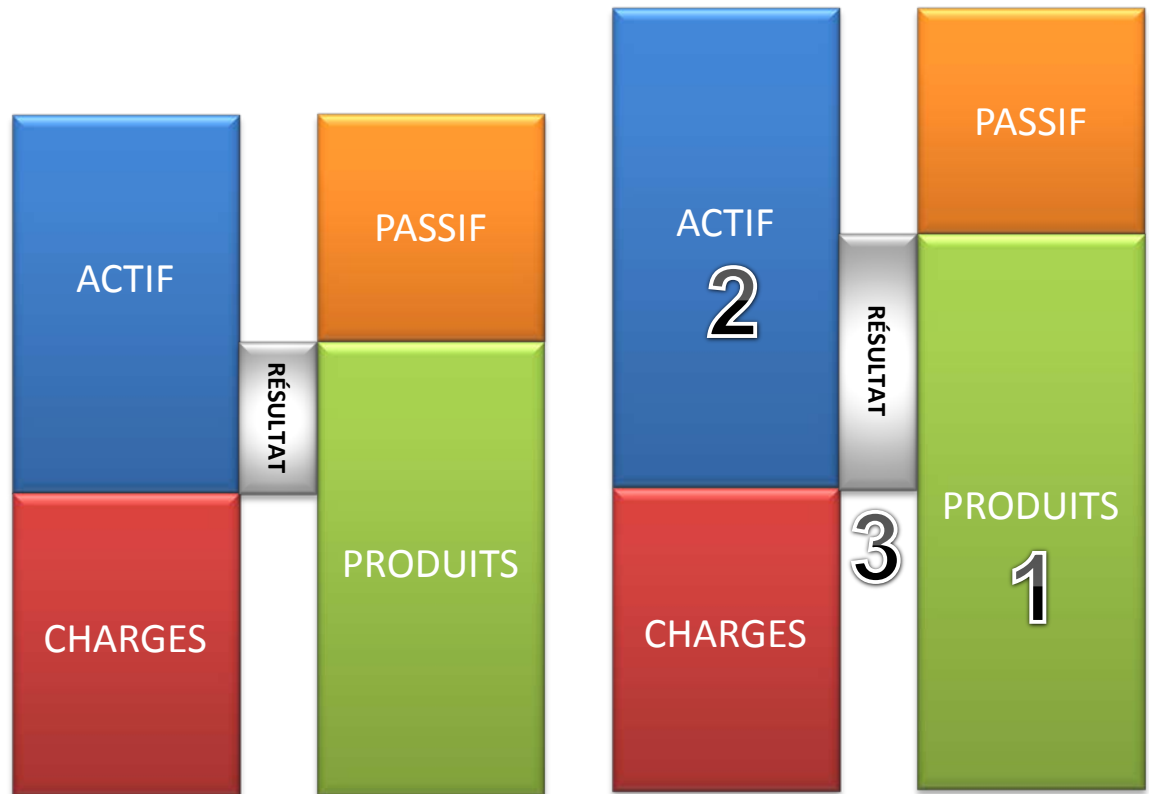 ACTIF
PASSIF
RÉSULTAT
CHARGES
PRODUITS
ACTIF
2
PASSIF
RÉSULTAT
3
CHARGES
PRODUITS
1